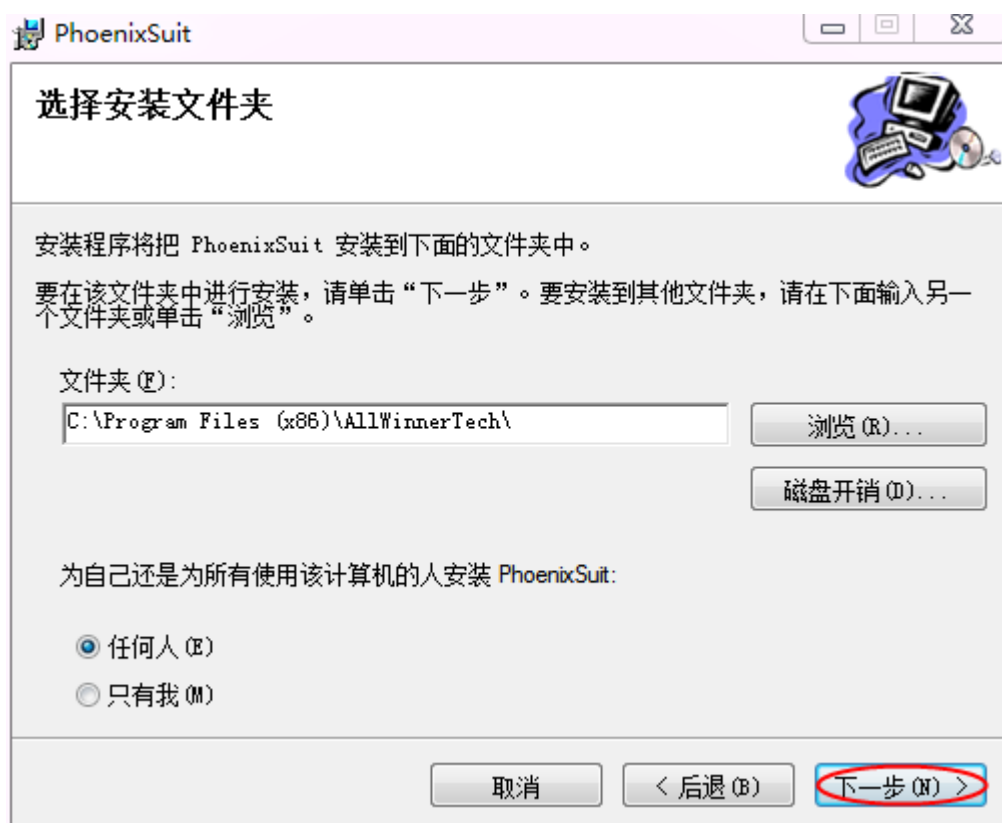 PhoenixSuit
选择安装文件夹
安装程序将把 PhoenixSuit 安装到下面的文件夹中。
要在该文件夹中进行安装，请单击“下一步”。要安装到其他文件夹，请在下面输入另一
个文件夹或单击“浏览”。
文件夹(F):
C:\Program Files (x86)\AllWinnerTech\
浏览(R)...
磁盘开销(D)...
为自己还是为所有使用该计算机的人安装 PhoenixSuit:
任何人(E)
只有我(M)
取消
< 后退(B)
下一步(N) >